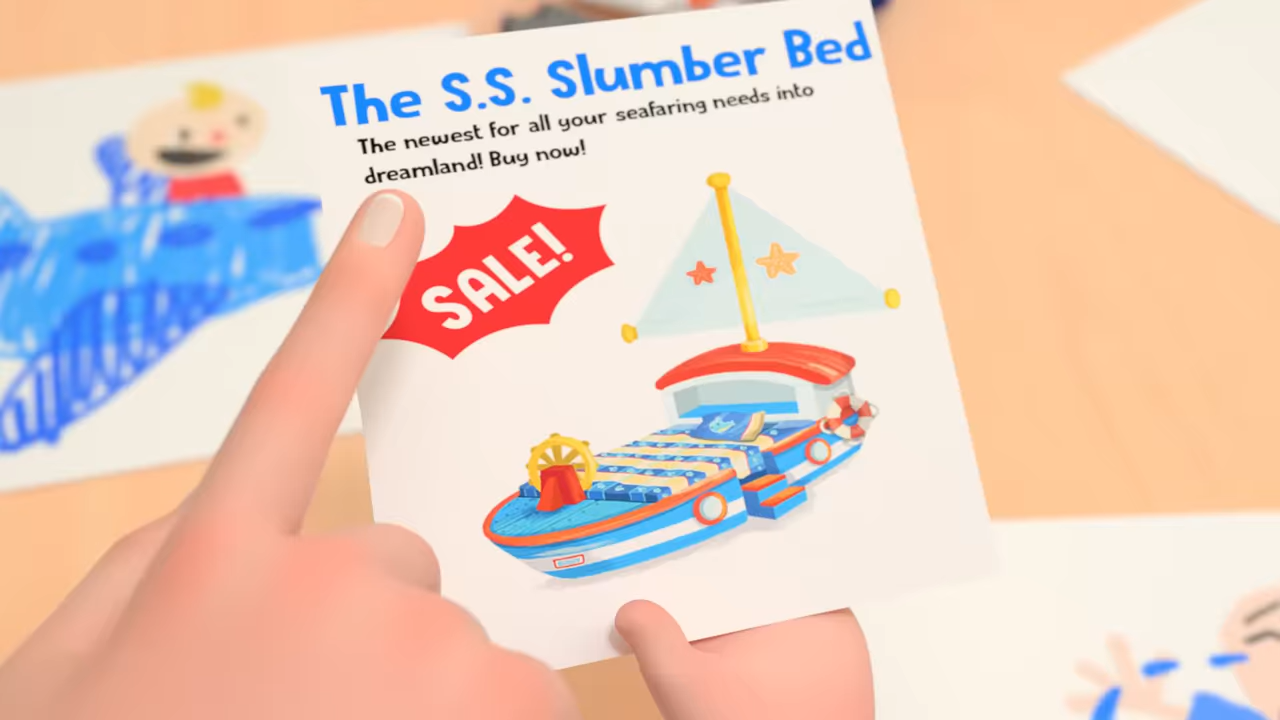 The S.S. Slumber Bed
The newest for all your seafaring needs into
dreamland! Buy now!
SALE!